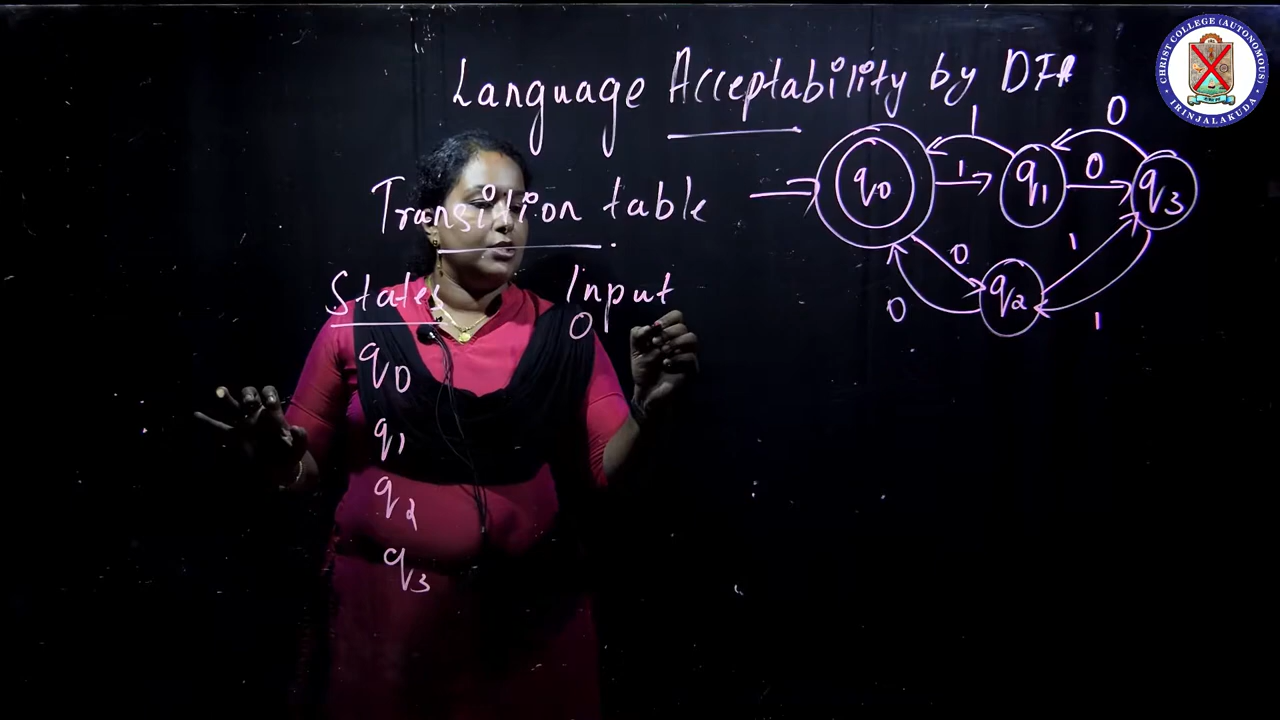 Language Acceptability by DFA
Transition table
States Input
0
q0
q1
q2
q3
q0 1 1 q1 0 0 q3
0 0 q2 1 1
CHRIST COLLEGE (AUTONOMOUS)
IRINJALAKUDA